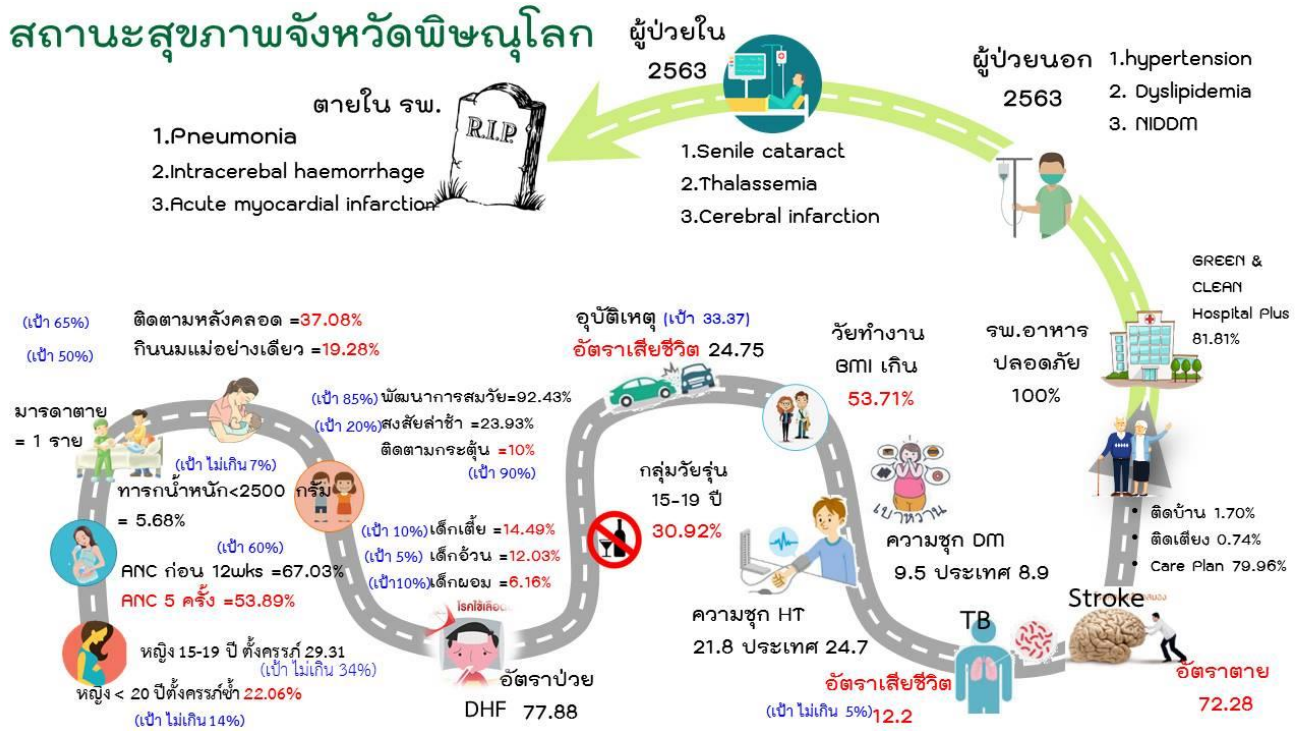 สถานะสุขภาพจังหวัดพิษณุโลก
ผู้ป่วยใน
2563
ผู้ป่วยนอก
2563
1.hypertension
2. Dyslipidemia
3. NIDDM
ตายใน รพ.
R.I.P.
1.Pneumonia
2.Intracerebal haemorrhage
3.Acute myocardial infarction
1.Senile cataract
2.Thalassemia
3.Cerebral infarction
GREEN &
CLEAN
Hospital Plus
81.81%
รพ.อาหาร
ปลอดภัย
100%
(เป้า 65%) ติดตามหลังคลอด =37.08%
(เป้า 50%) กินนมแม่อย่างเดียว =19.28%
มารดาตาย
= 1 ราย
(เป้า ไม่เกิน 7%)
ทารกน้ำหนัก<2500 กรัม
= 5.68%
(เป้า 60%)
ANC ก่อน 12wks =67.03%
ANC 5 ครั้ง =53.89%
หญิง 15-19 ปี ตั้งครรภ์ 29.31
(เป้า ไม่เกิน 34%)
หญิง < 20 ปีตั้งครรภ์ซ้ำ 22.06%
(เป้า ไม่เกิน 14%)
(เป้า 85%) พัฒนาการสมวัย=92.43%
(เป้า 20%) สงสัยล่าช้า =23.93%
ติดตามกระตุ้น =10%
(เป้า 90%)
(เป้า 10%) เด็กเตี้ย =14.49%
(เป้า 5%) เด็กอ้วน =12.03%
(เป้า10%) เด็กผอม =6.16%
โรคไข้เลือด
อัตราป่วย
DHF 77.88
อุบัติเหตุ (เป้า 33.37)
อัตราเสียชีวิต 24.75
กลุ่มวัยรุ่น
15-19 ปี
30.92%
วัยทำงาน
BMI เกิน
53.71%
เบาหวาน
ความชุก DM
9.5 ประเทศ 8.9
ความชุก HT
21.8 ประเทศ 24.7
TB
อัตราเสียชีวิต
(เป้า ไม่เกิน 5%) 12.2
• ติดบ้าน 1.70%
• ติดเตียง 0.74%
• Care Plan 79.96%
Stroke
อัตราตาย
72.28